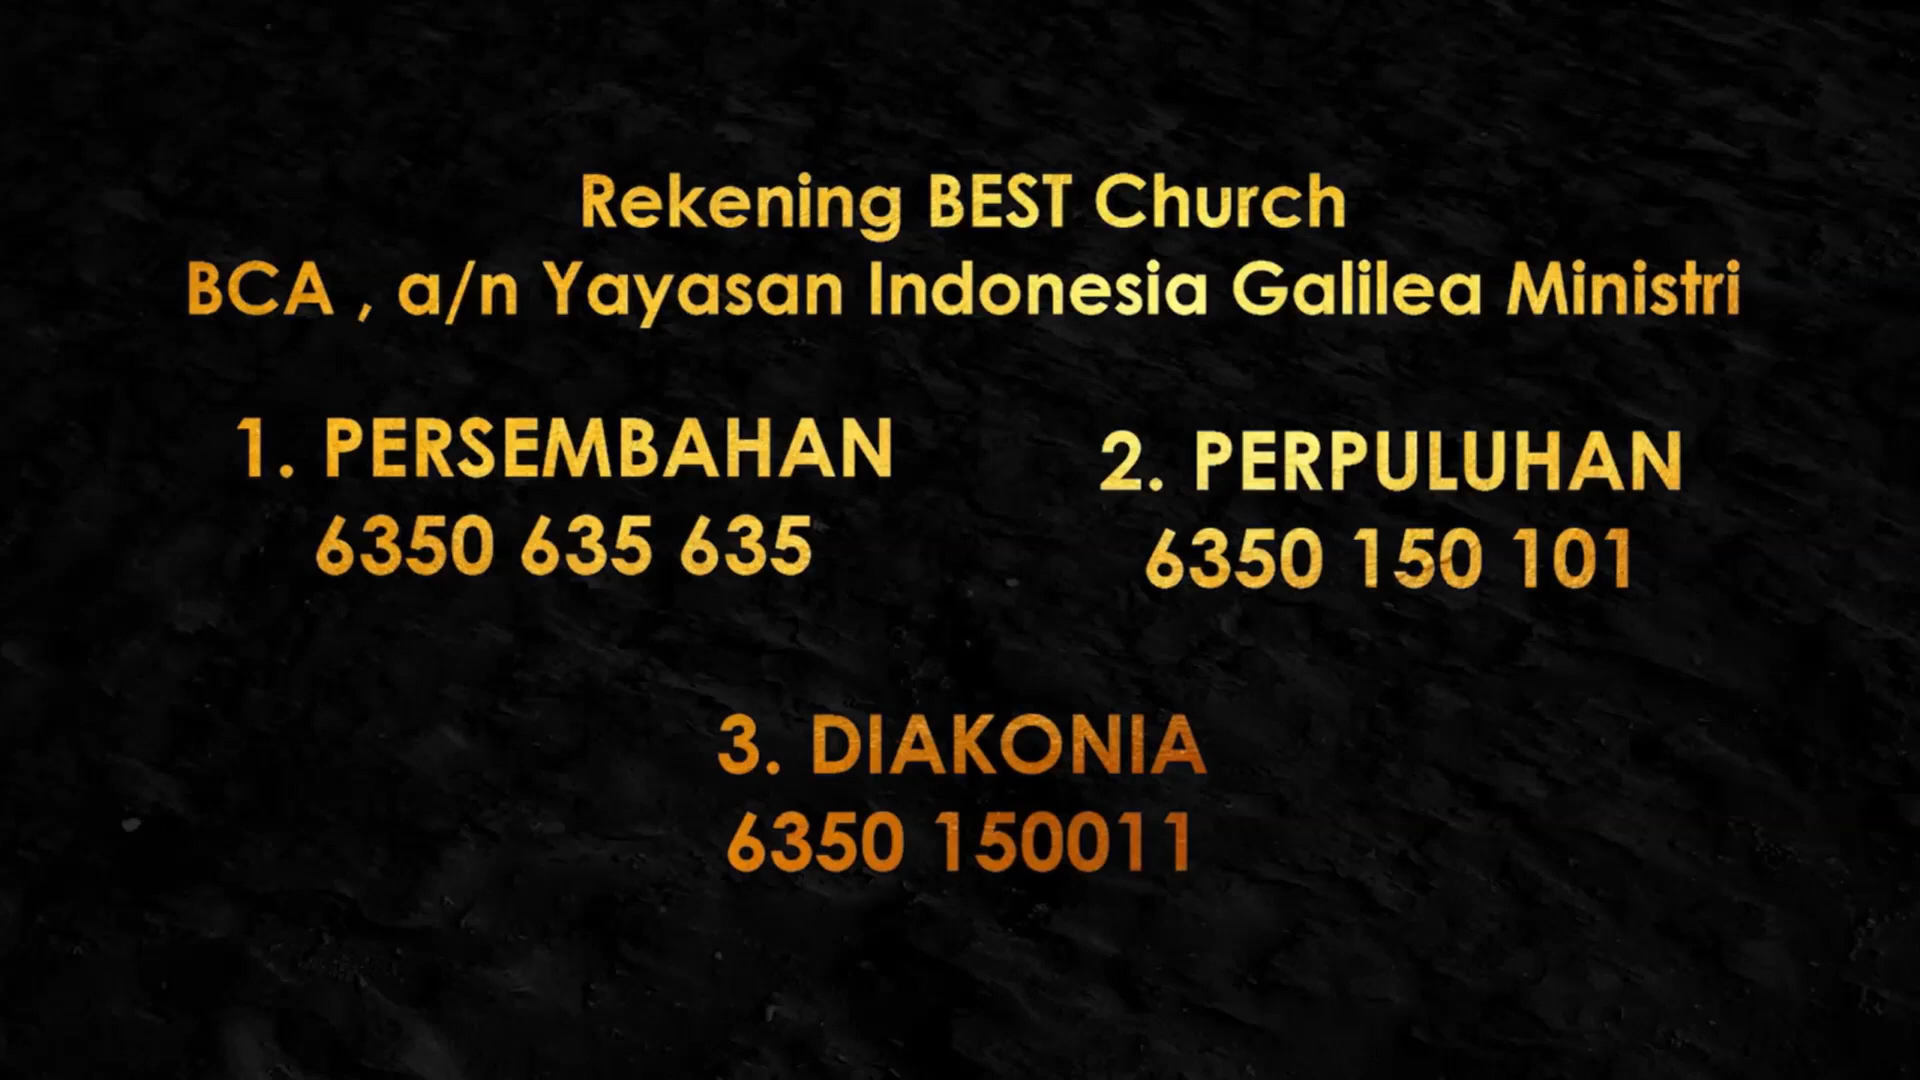 Rekening BEST Church
BCA , a/n Yayasan Indonesia Galilea Ministri
1. PERSEMBAHAN
6350 635 635
2. PERPULUHAN
6350 150 101
3. DIAKONIA
6350 150011